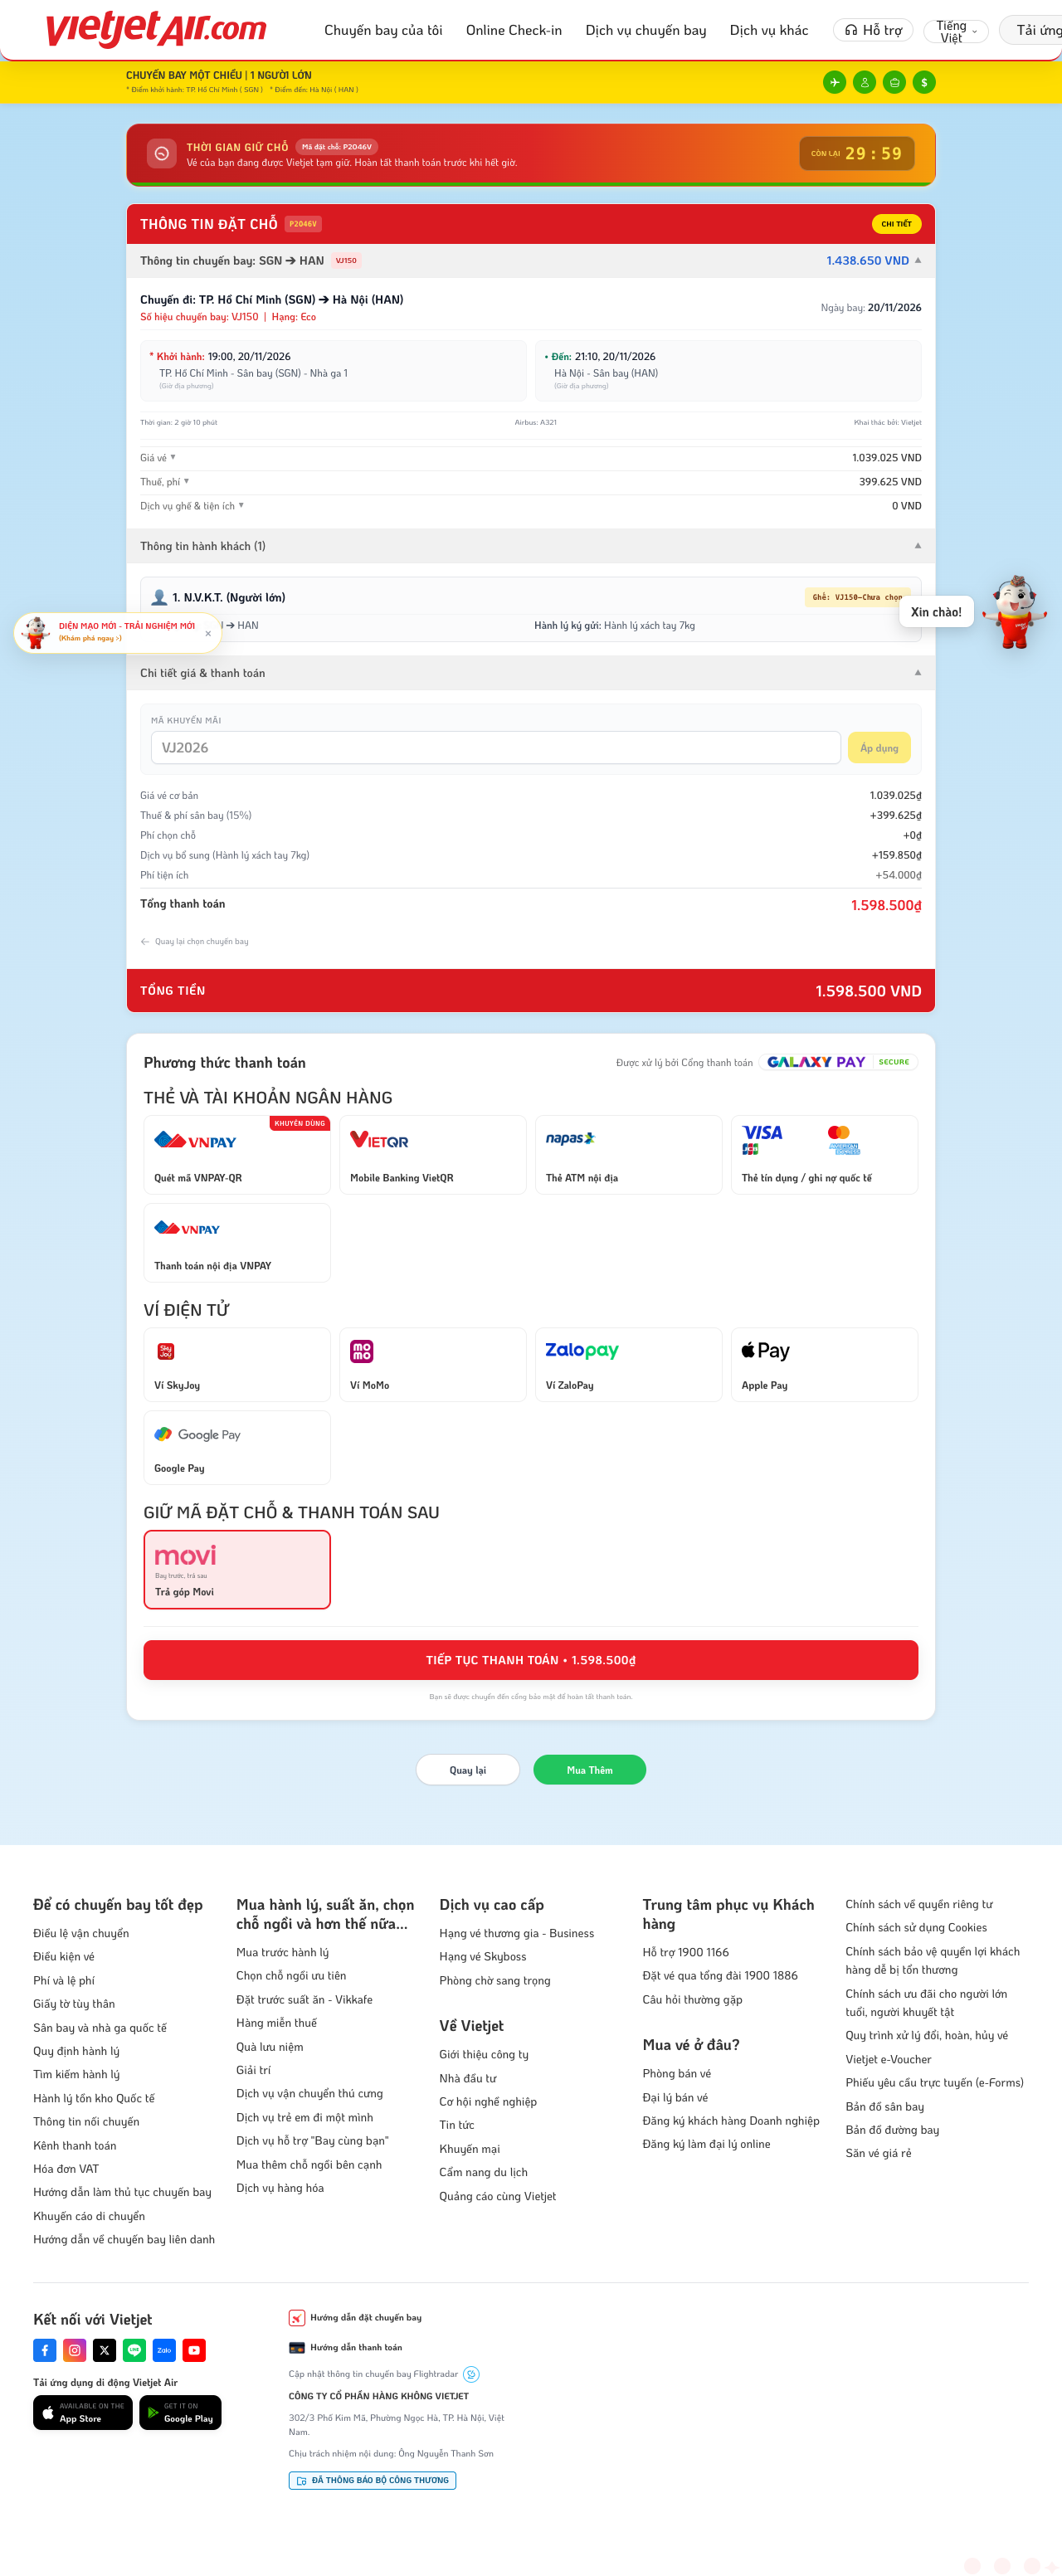 vietjetAir.com
Chuyến bay của tôi
Online Check-in
Dịch vụ chuyến bay
Dịch vụ khác
Hỗ trợ
Tiếng
Việt
Tải ứng
CHUYẾN BAY MỘT CHIỀU | 1 NGƯỜI LỚN
* Điểm khởi hành: TP. Hồ Chí Minh ( SGN ) * Điểm đến: Hà Nội ( HAN )
$
THỜI GIAN GIỮ CHỖ Mã đặt chỗ: P2046V
Vé của bạn đang được Vietjet tạm giữ. Hoàn tất thanh toán trước khi hết giờ.
CÒN LẠI 29:59
THÔNG TIN ĐẶT CHỖ P2046V
CHI TIẾT
Thông tin chuyến bay: SGN ➔ HAN VJ150
1.438.650 VND ▲
Chuyến đi: TP. Hồ Chí Minh (SGN) ➔ Hà Nội (HAN)
Số hiệu chuyến bay: VJ150 | Hạng: Eco
Ngày bay: 20/11/2026
* Khởi hành: 19:00, 20/11/2026
TP. Hồ Chí Minh - Sân bay (SGN) - Nhà ga 1
(Giờ địa phương)
• Đến: 21:10, 20/11/2026
Hà Nội - Sân bay (HAN)
(Giờ địa phương)
Thời gian: 2 giờ 10 phút
Airbus: A321
Khai thác bởi: Vietjet
Giá vé ▼ 1.039.025 VND
Thuế, phí ▼ 399.625 VND
Dịch vụ ghế & tiện ích ▼ 0 VND
Thông tin hành khách (1) ▲
1. N.V.K.T. (Người lớn)
Ghế: VJ150–Chưa chọn
➔ HAN
Hành lý ký gửi: Hành lý xách tay 7kg
Xin chào!
DIỆN MẠO MỚI - TRẢI NGHIỆM MỚI
(Khám phá ngay >)
×
Chi tiết giá & thanh toán ▲
MÃ KHUYẾN MÃI
VJ2026
Áp dụng
Giá vé cơ bản 1.039.025₫
Thuế & phí sân bay (15%) +399.625₫
Phí chọn chỗ +0₫
Dịch vụ bổ sung (Hành lý xách tay 7kg) +159.850₫
Phí tiện ích +54.000₫
Tổng thanh toán 1.598.500₫
Quay lại chọn chuyến bay
TỔNG TIỀN 1.598.500 VND
Phương thức thanh toán
Được xử lý bởi Cổng thanh toán GALAXY PAY SECURE
THẺ VÀ TÀI KHOẢN NGÂN HÀNG
KHUYÊN DÙNG
VNPAY
Quét mã VNPAY-QR
VIETQR
Mobile Banking VietQR
napas
Thẻ ATM nội địa
VISA
JCB
AMERICAN EXPRESS
Thẻ tín dụng / ghi nợ quốc tế
VNPAY
Thanh toán nội địa VNPAY
VÍ ĐIỆN TỬ
Sky
Joy
Ví SkyJoy
mo
mo
Ví MoMo
Zalopay
Ví ZaloPay
Pay
Apple Pay
Google Pay
Google Pay
GIỮ MÃ ĐẶT CHỖ & THANH TOÁN SAU
movi
Bay trước, trả sau
Trả góp Movi
TIẾP TỤC THANH TOÁN • 1.598.500₫
Bạn sẽ được chuyển đến cổng bảo mật để hoàn tất thanh toán.
Quay lại
Mua Thêm
Để có chuyến bay tốt đẹp
Điều lệ vận chuyển
Điều kiện vé
Phí và lệ phí
Giấy tờ tùy thân
Sân bay và nhà ga quốc tế
Quy định hành lý
Tìm kiếm hành lý
Hành lý tồn kho Quốc tế
Thông tin nối chuyến
Kênh thanh toán
Hóa đơn VAT
Hướng dẫn làm thủ tục chuyến bay
Khuyến cáo di chuyển
Hướng dẫn về chuyến bay liên danh
Mua hành lý, suất ăn, chọn
chỗ ngồi và hơn thế nữa...
Mua trước hành lý
Chọn chỗ ngồi ưu tiên
Đặt trước suất ăn - Vikkafe
Hàng miễn thuế
Quà lưu niệm
Giải trí
Dịch vụ vận chuyển thú cưng
Dịch vụ trẻ em đi một mình
Dịch vụ hỗ trợ "Bay cùng bạn"
Mua thêm chỗ ngồi bên cạnh
Dịch vụ hàng hóa
Dịch vụ cao cấp
Hạng vé thương gia - Business
Hạng vé Skyboss
Phòng chờ sang trọng
Về Vietjet
Giới thiệu công ty
Nhà đầu tư
Cơ hội nghề nghiệp
Tin tức
Khuyến mại
Cẩm nang du lịch
Quảng cáo cùng Vietjet
Trung tâm phục vụ Khách
hàng
Hỗ trợ 1900 1166
Đặt vé qua tổng đài 1900 1886
Câu hỏi thường gặp
Mua vé ở đâu?
Phòng bán vé
Đại lý bán vé
Đăng ký khách hàng Doanh nghiệp
Đăng ký làm đại lý online
Chính sách về quyền riêng tư
Chính sách sử dụng Cookies
Chính sách bảo vệ quyền lợi khách
hàng dễ bị tổn thương
Chính sách ưu đãi cho người lớn
tuổi, người khuyết tật
Quy trình xử lý đổi, hoàn, hủy vé
Vietjet e-Voucher
Phiếu yêu cầu trực tuyến (e-Forms)
Bản đồ sân bay
Bản đồ đường bay
Săn vé giá rẻ
Kết nối với Vietjet
Zalo
Tải ứng dụng di động Vietjet Air
AVAILABLE ON THE
App Store
GET IT ON
Google Play
Hướng dẫn đặt chuyến bay
Hướng dẫn thanh toán
Cập nhật thông tin chuyến bay Flightradar
CÔNG TY CỔ PHẦN HÀNG KHÔNG VIETJET
302/3 Phố Kim Mã, Phường Ngọc Hà, TP. Hà Nội, Việt
Nam.
Chịu trách nhiệm nội dung: Ông Nguyễn Thanh Sơn
ĐÃ THÔNG BÁO BỘ CÔNG THƯƠNG